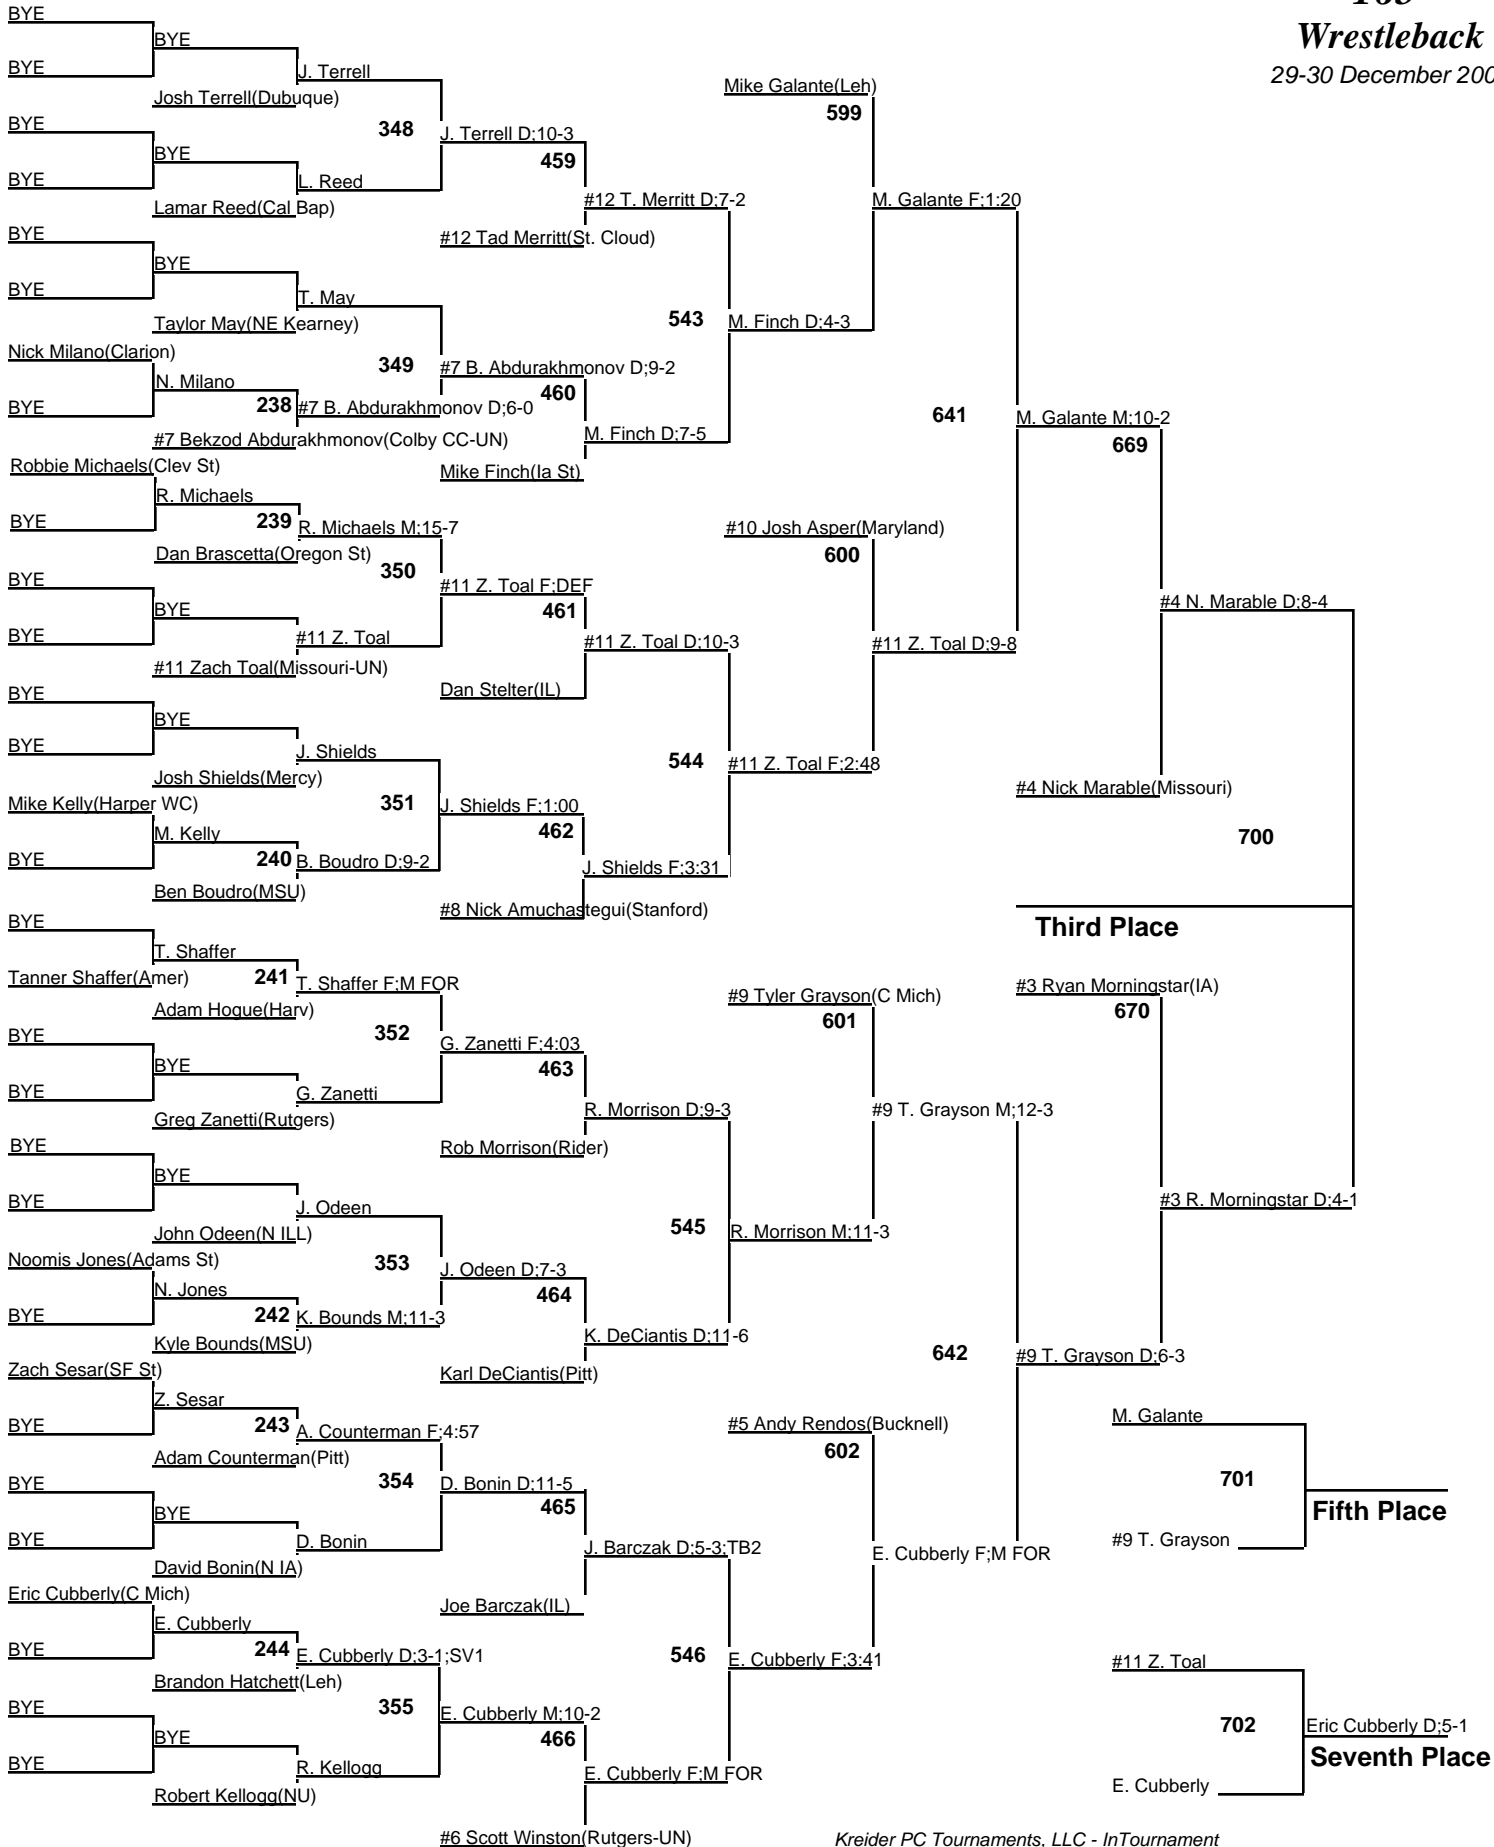 Wrestleback
29-30 December 200
BYE
BYE
BYE
J. Terrell
Josh Terrell(Dubuque)
348
BYE
J. Terrell D;10-3
BYE
459
BYE
L. Reed
Lamar Reed(Cal Bap)
#12 T. Merritt D;7-2
#12 Tad Merritt(St. Cloud)
BYE
BYE
BYE
T. May
Taylor May(NE Kearney)
543
M. Finch D;4-3
Nick Milano(Clarion)
349
#7 B. Abdurakhmonov D;9-2
N. Milano
460
BYE
238
#7 B. Abdurakhmonov D;6-0
#7 Bekzod Abdurakhmonov(Colby CC-UN)
M. Finch D;7-5
Mike Finch(Ia St)
Mike Galante(Leh)
599
M. Galante F;1:20
641
M. Galante M;10-2
669
Robbie Michaels(Clev St)
R. Michaels
BYE
239
R. Michaels M;15-7
Dan Brascetta(Oregon St)
350
#11 Z. Toal F;DEF
461
BYE
BYE
BYE
#11 Z. Toal
#11 Zach Toal(Missouri-UN)
#11 Z. Toal D;10-3
Dan Stelter(IL)
#10 Josh Asper(Maryland)
600
#11 Z. Toal D;9-8
#4 N. Marable D;8-4
BYE
BYE
BYE
J. Shields
Josh Shields(Mercy)
544
#11 Z. Toal F;2:48
#4 Nick Marable(Missouri)
Mike Kelly(Harper WC)
351
J. Shields F;1:00
M. Kelly
462
700
BYE
240
B. Boudro D;9-2
J. Shields F;3:31
Ben Boudro(MSU)
#8 Nick Amuchastegui(Stanford)
Third Place
BYE
T. Shaffer
Tanner Shaffer(Amer)
241
T. Shaffer F;M FOR
Adam Hogue(Harv)
#9 Tyler Grayson(C Mich)
601
#3 Ryan Morningstar(IA)
670
352
G. Zanetti F;4:03
463
BYE
BYE
BYE
G. Zanetti
Greg Zanetti(Rutgers)
R. Morrison D;9-3
#9 T. Grayson M;12-3
Rob Morrison(Rider)
BYE
BYE
BYE
J. Odeen
John Odeen(N ILL)
545
R. Morrison M;11-3
#3 R. Morningstar D;4-1
Noomis Jones(Adams St)
353
J. Odeen D;7-3
N. Jones
464
BYE
242
K. Bounds M;11-3
Kyle Bounds(MSU)
K. DeCiantis D;11-6
642
#9 T. Grayson D;6-3
Karl DeCiantis(Pitt)
Zach Sesar(SF St)
Z. Sesar
BYE
243
A. Counterman F;4:57
Adam Counterman(Pitt)
#5 Andy Rendos(Bucknell)
602
M. Galante
354
D. Bonin D;11-5
465
701
BYE
BYE
BYE
D. Bonin
David Bonin(N IA)
J. Barczak D;5-3;TB2
E. Cubberly F;M FOR
Fifth Place
#9 T. Grayson
Joe Barczak(IL)
Eric Cubberly(C Mich)
E. Cubberly
BYE
244
E. Cubberly D;3-1;SV1
Brandon Hatchett(Leh)
546
E. Cubberly F;3:41
#11 Z. Toal
355
E. Cubberly M;10-2
466
702
Eric Cubberly D;5-1
Seventh Place
BYE
BYE
BYE
R. Kellogg
Robert Kellogg(NU)
E. Cubberly F;M FOR
E. Cubberly
#6 Scott Winston(Rutgers-UN)
Kreider PC Tournaments, LLC - InTournament